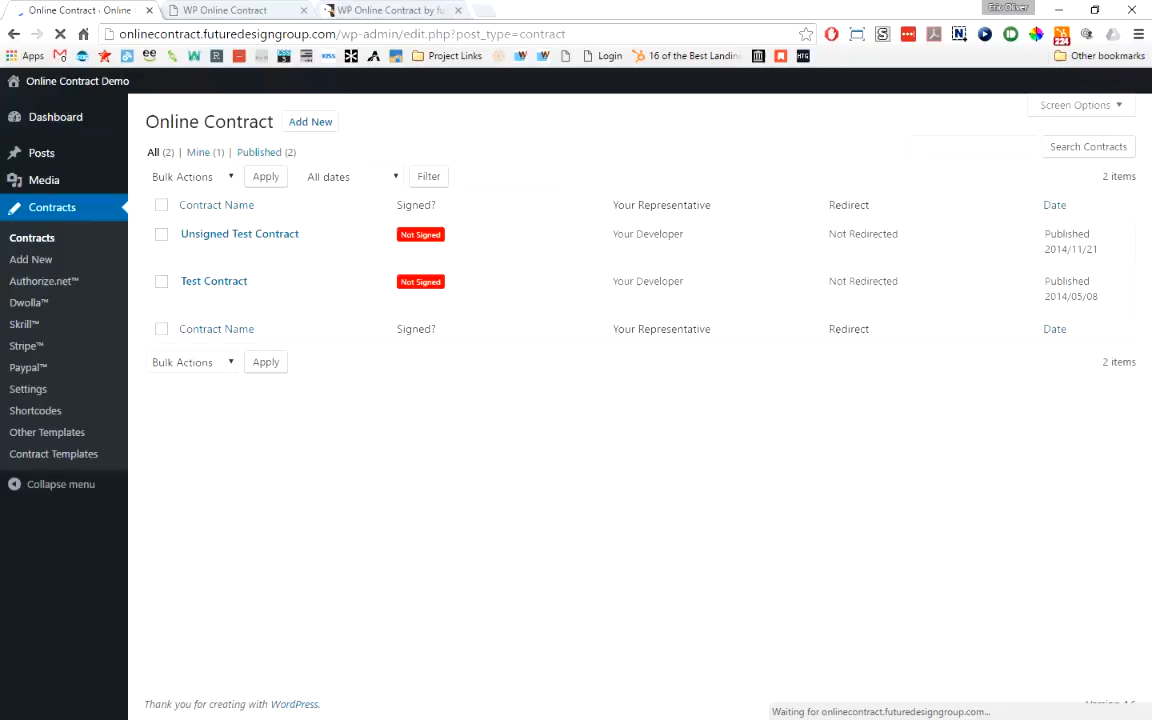 Online Contract ‹ Online
WP Online Contract
WP Online Contract by fu
Erix Oliver
onlinecontract.futuredesigngroup.com/wp-admin/edit.php?post_type=contract
Apps
Project Links
Login
16 of the Best Landin
Other bookmarks
224
Online Contract Demo
Dashboard
Posts
Media
Contracts
Contracts
Add New
Authorize.net™
Dwolla™
Skrill™
Stripe™
Paypal™
Settings
Shortcodes
Other Templates
Contract Templates
Collapse menu
Screen Options
Online Contract Add New
All (2) | Mine (1) | Published (2)
Search Contracts
Bulk Actions Apply All dates Filter
2 items
Contract Name Signed? Your Representative Redirect Date
Unsigned Test Contract Not Signed Your Developer Not Redirected Published
2014/11/21
Test Contract Not Signed Your Developer Not Redirected Published
2014/05/08
Contract Name Signed? Your Representative Redirect Date
Bulk Actions Apply
2 items
Thank you for creating with WordPress.
Waiting for onlinecontract.futuredesigngroup.com...